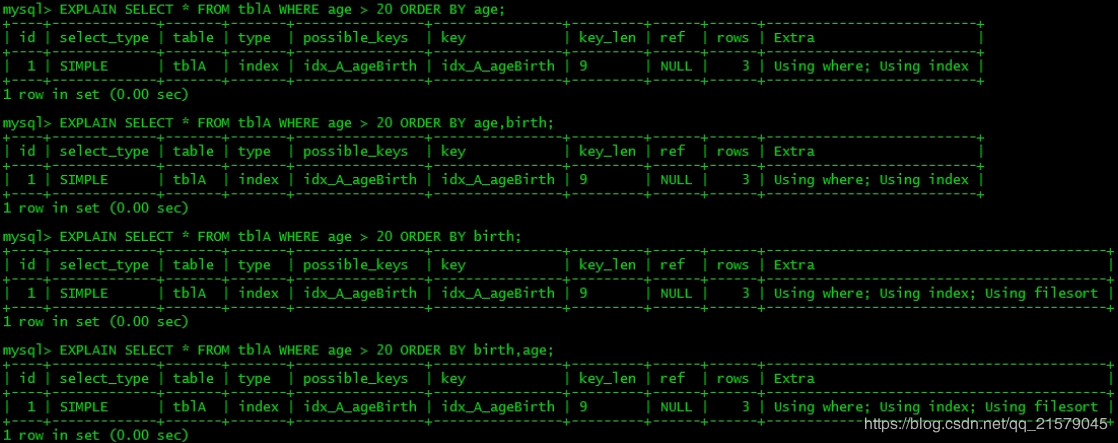 mysql> EXPLAIN SELECT * FROM tblA WHERE age > 20 ORDER BY age;
+----+-------------+-------+-------+----------------+----------------+---------+------+------+--------------------------+
| id | select_type | table | type | possible_keys | key | key_len | ref | rows | Extra |
+----+-------------+-------+-------+----------------+----------------+---------+------+------+--------------------------+
| 1 | SIMPLE | tblA | index | idx_A_ageBirth | idx_A_ageBirth | 9 | NULL | 3 | Using where; Using index |
+----+-------------+-------+-------+----------------+----------------+---------+------+------+--------------------------+
1 row in set (0.00 sec)
mysql> EXPLAIN SELECT * FROM tblA WHERE age > 20 ORDER BY age,birth;
+----+-------------+-------+-------+----------------+----------------+---------+------+------+--------------------------+
| id | select_type | table | type | possible_keys | key | key_len | ref | rows | Extra |
+----+-------------+-------+-------+----------------+----------------+---------+------+------+--------------------------+
| 1 | SIMPLE | tblA | index | idx_A_ageBirth | idx_A_ageBirth | 9 | NULL | 3 | Using where; Using index |
+----+-------------+-------+-------+----------------+----------------+---------+------+------+--------------------------+
1 row in set (0.00 sec)
mysql> EXPLAIN SELECT * FROM tblA WHERE age > 20 ORDER BY birth;
+----+-------------+-------+-------+----------------+----------------+---------+------+------+------------------------------------------+
| id | select_type | table | type | possible_keys | key | key_len | ref | rows | Extra |
+----+-------------+-------+-------+----------------+----------------+---------+------+------+------------------------------------------+
| 1 | SIMPLE | tblA | index | idx_A_ageBirth | idx_A_ageBirth | 9 | NULL | 3 | Using where; Using index; Using filesort |
+----+-------------+-------+-------+----------------+----------------+---------+------+------+------------------------------------------+
1 row in set (0.00 sec)
mysql> EXPLAIN SELECT * FROM tblA WHERE age > 20 ORDER BY birth,age;
+----+-------------+-------+-------+----------------+----------------+---------+------+------+------------------------------------------+
| id | select_type | table | type | possible_keys | key | key_len | ref | rows | Extra |
+----+-------------+-------+-------+----------------+----------------+---------+------+------+------------------------------------------+
| 1 | SIMPLE | tblA | index | idx_A_ageBirth | idx_A_ageBirth | 9 | NULL | 3 | Using where; Using index; Using filesort |
+----+-------------+-------+-------+----------------+----------------+---------+------+------+------------------------------------------+
https://blog.csdn.net/qq_21579045
1 row in set (0.00 sec)